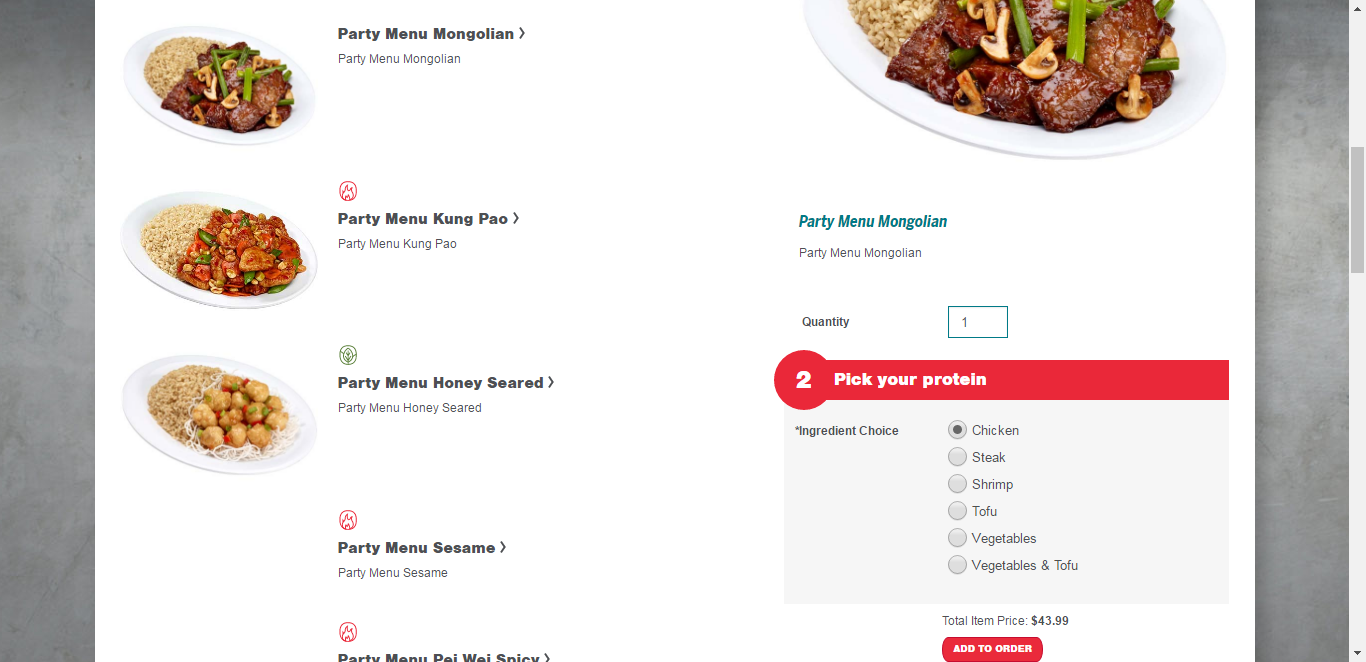 Party Menu Mongolian >
Party Menu Mongolian
Party Menu Kung Pao >
Party Menu Kung Pao
Party Menu Honey Seared >
Party Menu Honey Seared
Party Menu Sesame >
Party Menu Sesame
Party Menu Pei Wei Spicy >
Party Menu Mongolian
Party Menu Mongolian
Quantity 1
2 Pick your protein
*Ingredient Choice Chicken
Steak
Shrimp
Tofu
Vegetables
Vegetables & Tofu
Total Item Price: $43.99
ADD TO ORDER